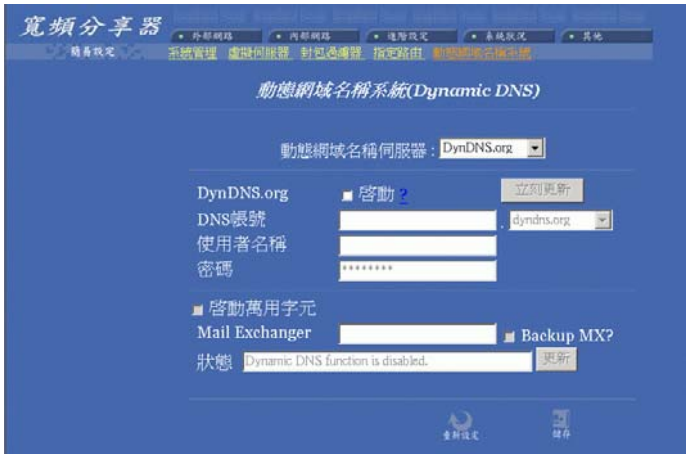 寬頻分享器
• 外部網路 • 內部網路 • 進階設定 • 系統狀況 • 其他
簡易設定 系統管理 虛擬伺服器 封包過濾器 指定路由 動態網域名稱系統
動態網域名稱系統(Dynamic DNS)
動態網域名稱伺服器 : DynDNS.org
DynDNS.org 啓動 ? 立刻更新
DNS帳號 . dyndns.org
使用者名稱
密碼 ********
啓動萬用字元
Mail Exchanger Backup MX?
狀態 Dynamic DNS function is disabled. 更新
重新設定 儲存